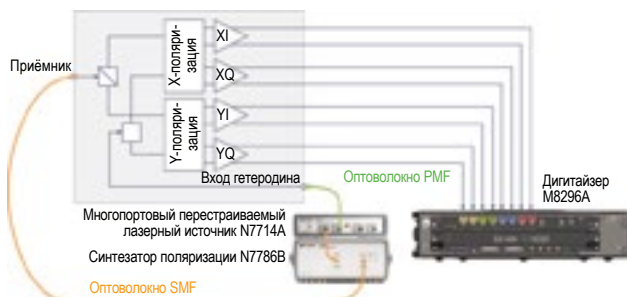 Приёмник
X-поляри-
зация
XI
XQ
Y-поляри-
зация
YI
YQ
Вход гетеродина
Оптоволокно PMF
Дигитайзер
M8296A
Многопортовый перестраиваемый
лазерный источник N7714A
Синтезатор поляризации N7786B
Оптоволокно SMF